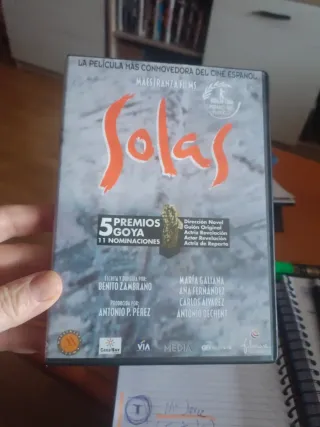 LA PELÍCULA MÁS CONMOVEDORA DEL CINE ESPAÑOL
MAESTRANZA FILMS
Solas
5 PREMIOS GOYA
11 NOMINACIONES
Dirección Novel
Guión Original
Actriz Revelación
Actor Revelación
Actriz de Reparto
ESCRITA Y DIRIGIDA POR:
BENITO ZAMBRANO
PRODUCIDA POR:
ANTONIO P. PÉREZ
MARÍA GALIANA
ANA FERNÁNDEZ
CARLOS ALVAREZ
ANTONIO DECHENT
VIA
MEDIA